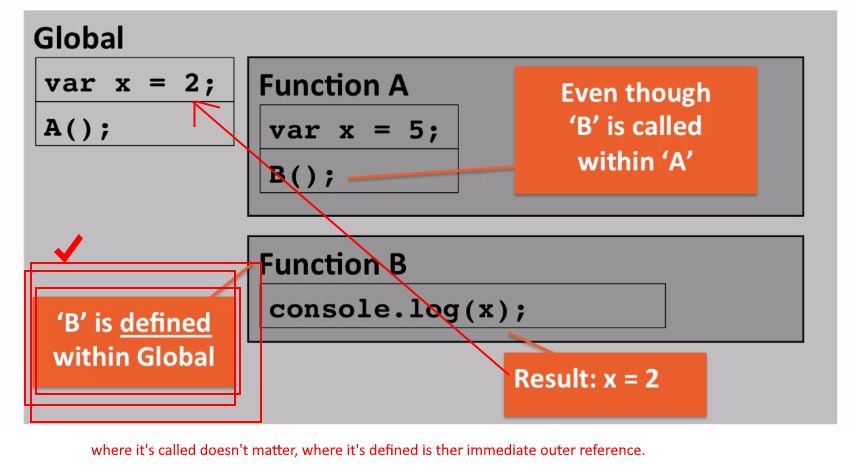 Global
var x = 2;
A();
Function A
var x = 5;
B();
Even though
‘B’ is called
within ‘A’
Function B
console.log(x);
‘B’ is defined
within Global
Result: x = 2
where it's called doesn't matter, where it's defined is ther immediate outer reference.